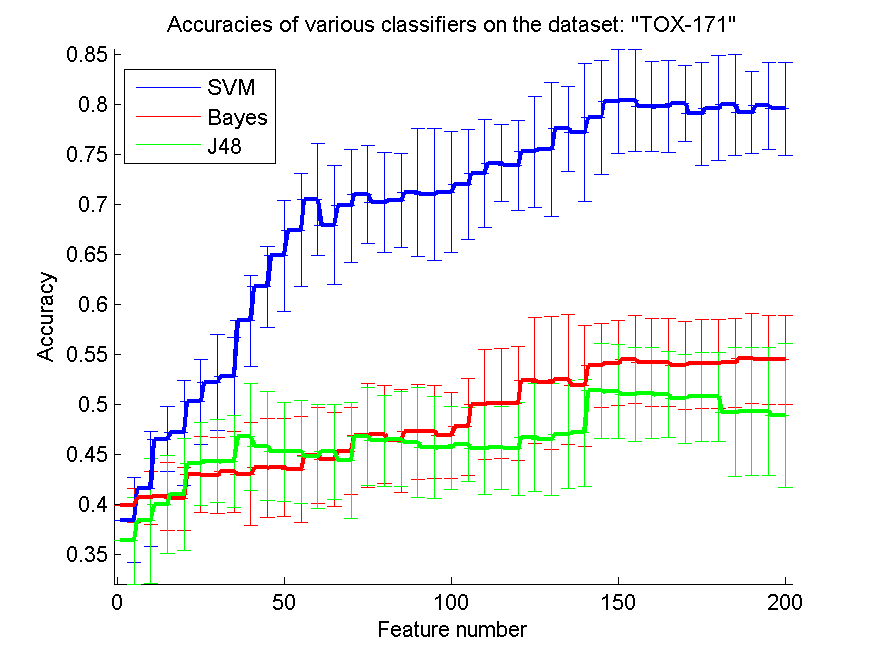 Accuracies of various classifiers on the dataset: "TOX-171"
0.85
0.8
0.75
0.7
0.65
0.6
0.55
0.5
0.45
0.4
0.35
SVM
Bayes
J48
Accuracy
0 50 100 150 200
Feature number